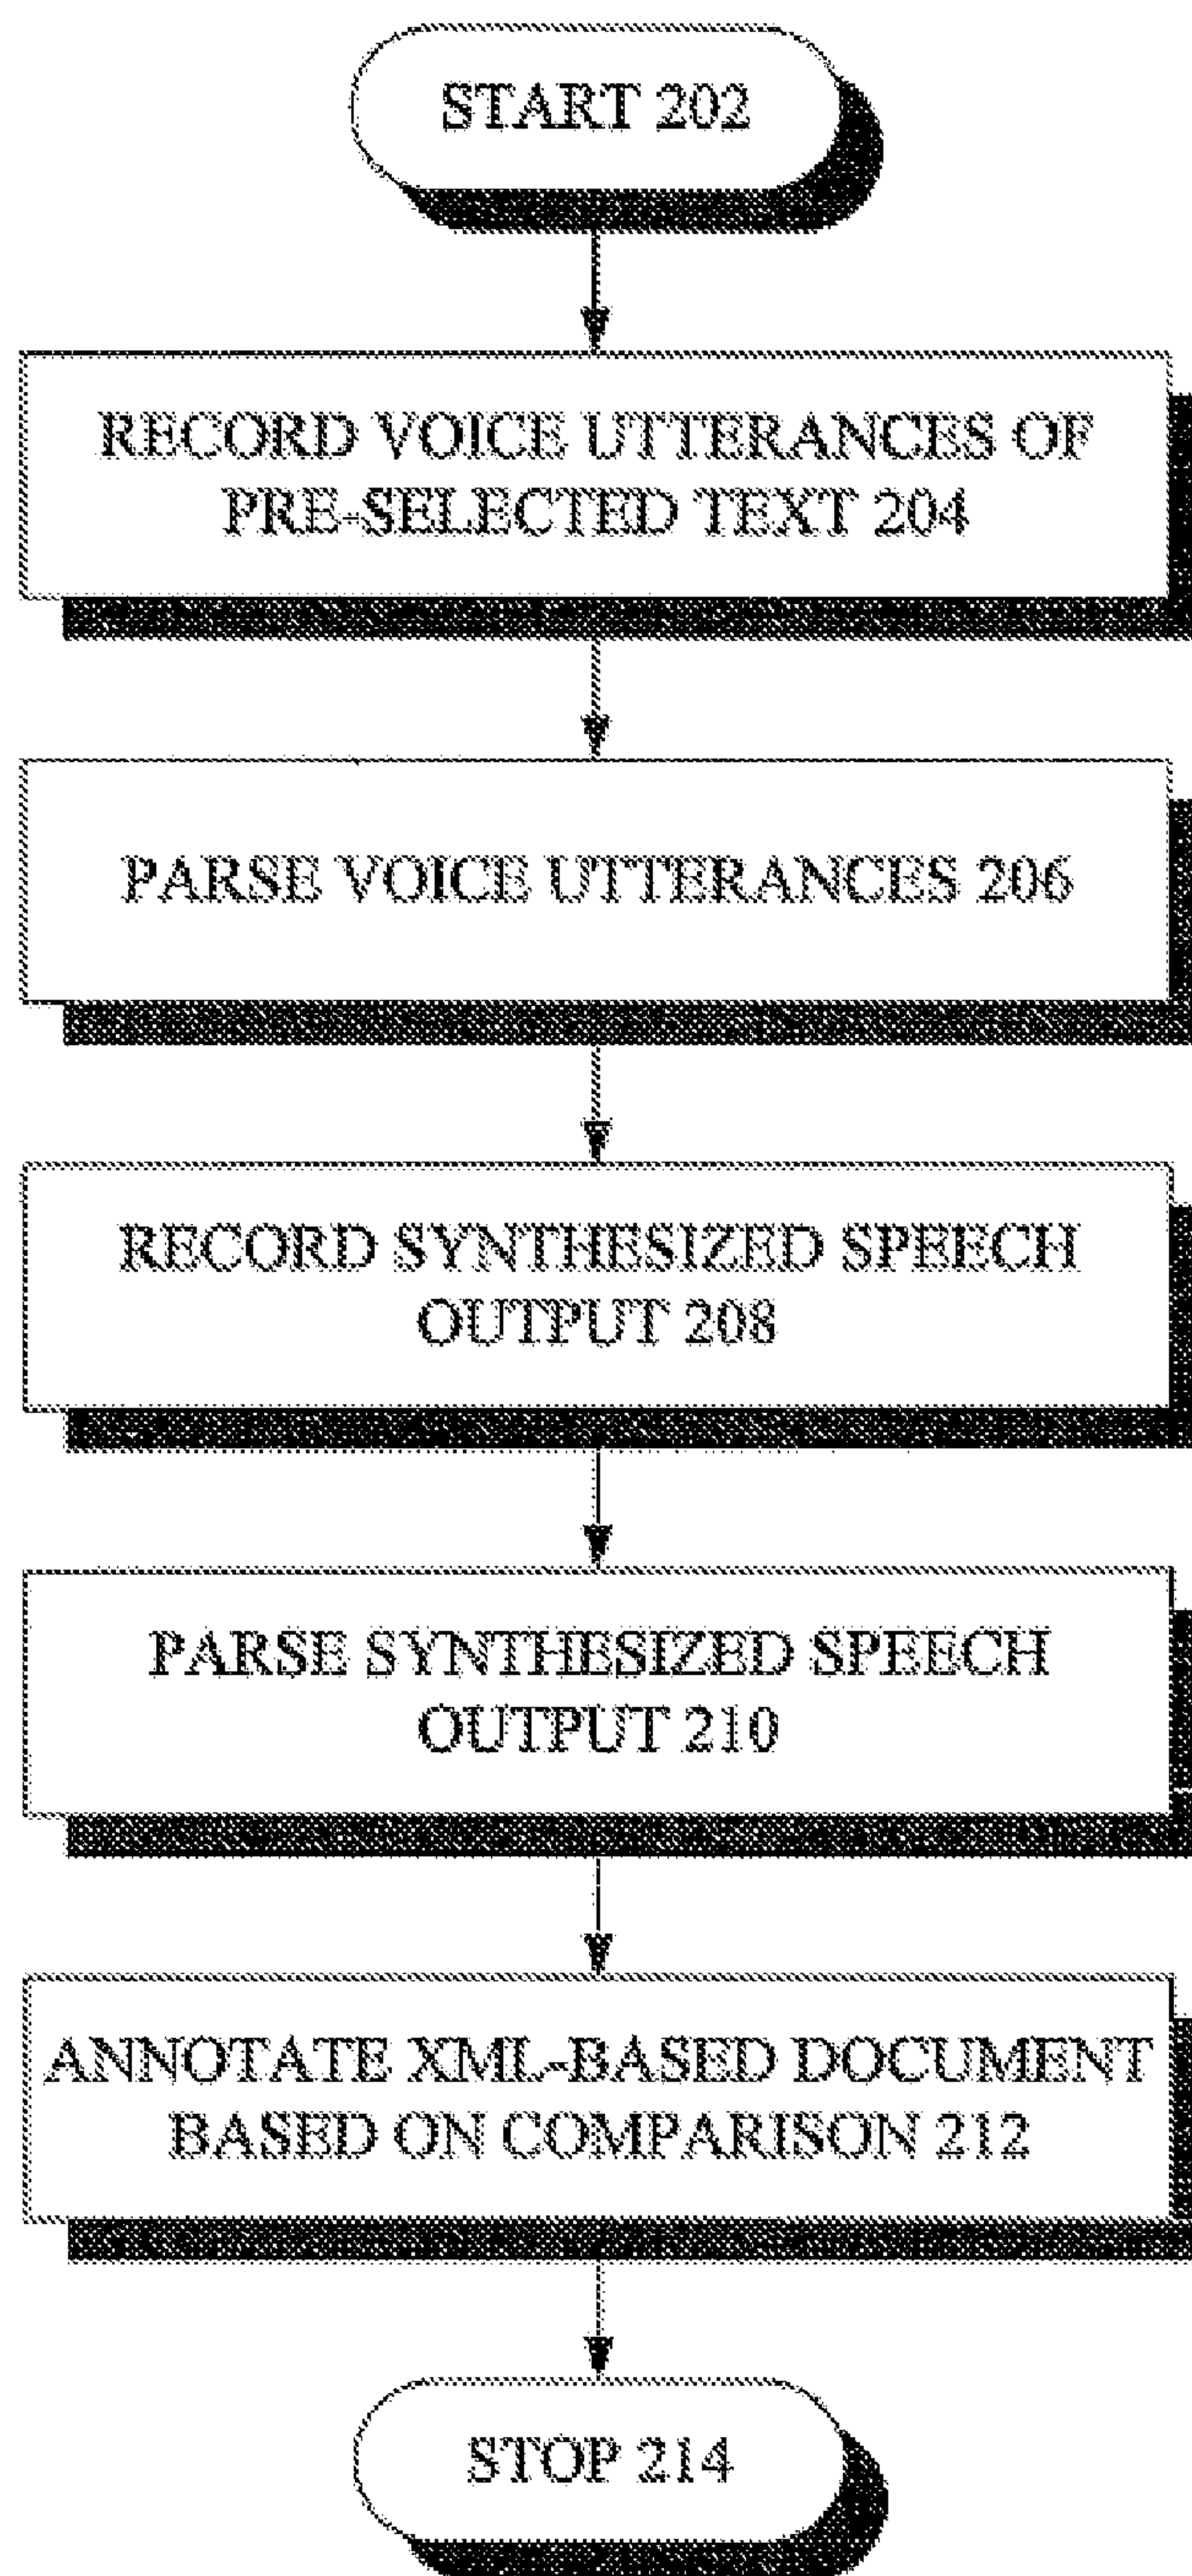 START 202
RECORD VOICE UTTERANCES OF
PRE-SELECTED TEXT 204
PARSE VOICE UTTERANCES 206
RECORD SYNTHESIZED SPEECH
OUTPUT 208
PARSE SYNTHESIZED SPEECH
OUTPUT 210
ANNOTATE XML-BASED DOCUMENT
BASED ON COMPARISON 212
STOP 214